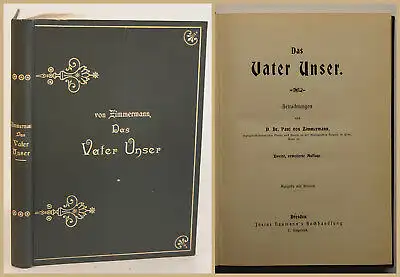 Zimmermann
Das
Vater
Unser
von Zimmermann,
Das
Vater Unser
Das
Vater Unser.
Betrachtungen
von
D. Dr. Paul von Zimmermann,
Zweite, erweiterte Auflage.
Dresden
Justus Naumann's Buchhandlung